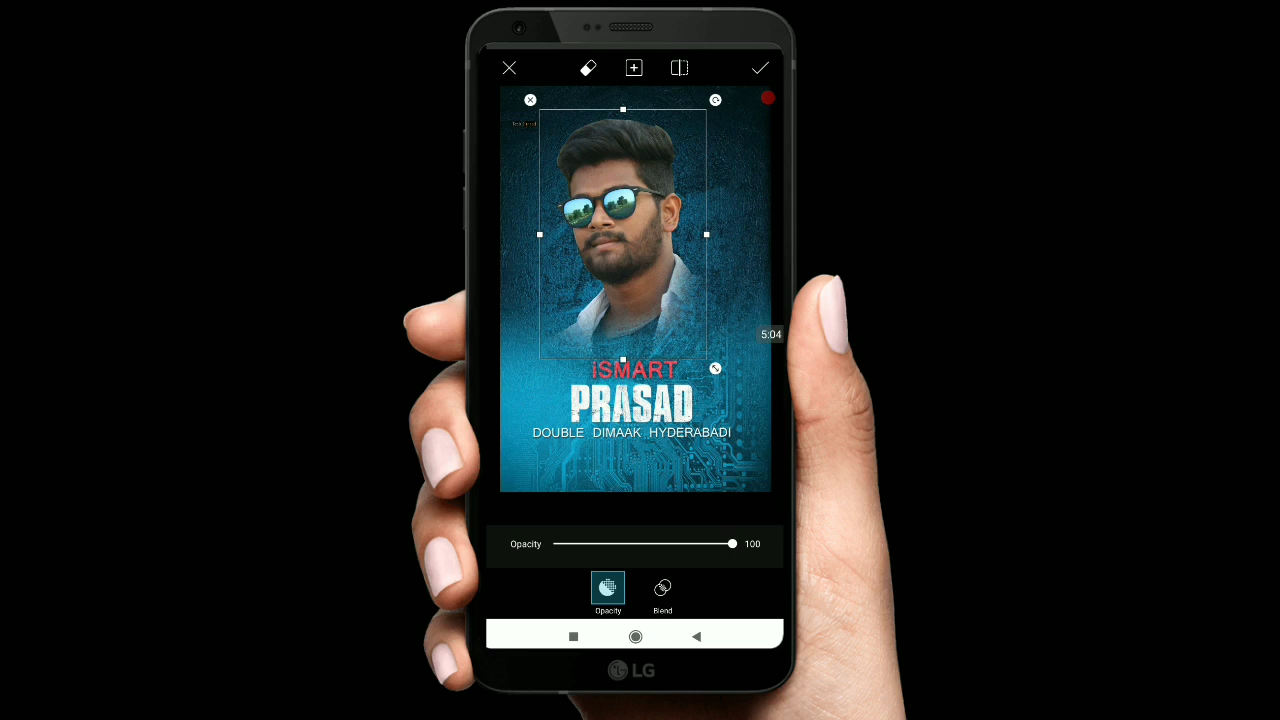 5:04
iSMART
PRASAD
DOUBLE DIMAAK HYDERABADI
Opacity 100
Opacity Blend
LG